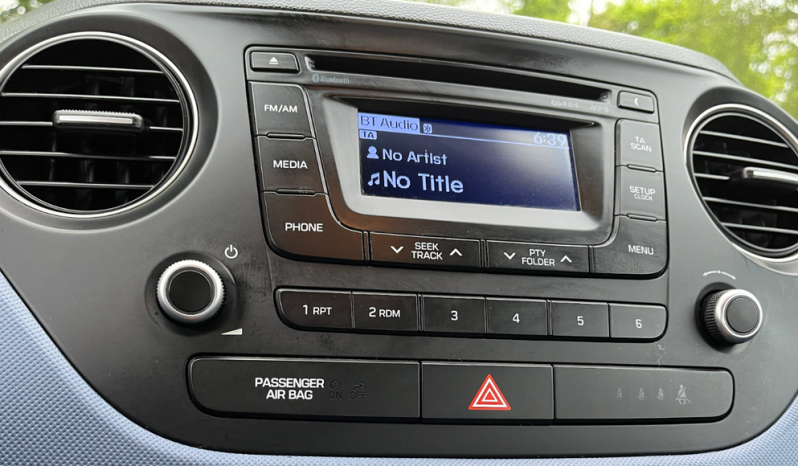 Bluetooth
FM/AM
BT Audio 6:39
TA
TA
SCAN
No Artist
MEDIA
No Title
SETUP
CLOCK
PHONE
SEEK
TRACK
PTY
FOLDER
MENU
1 RPT
2 RDM
3
4
5
6
PASSENGER
AIR BAG
ON OFF